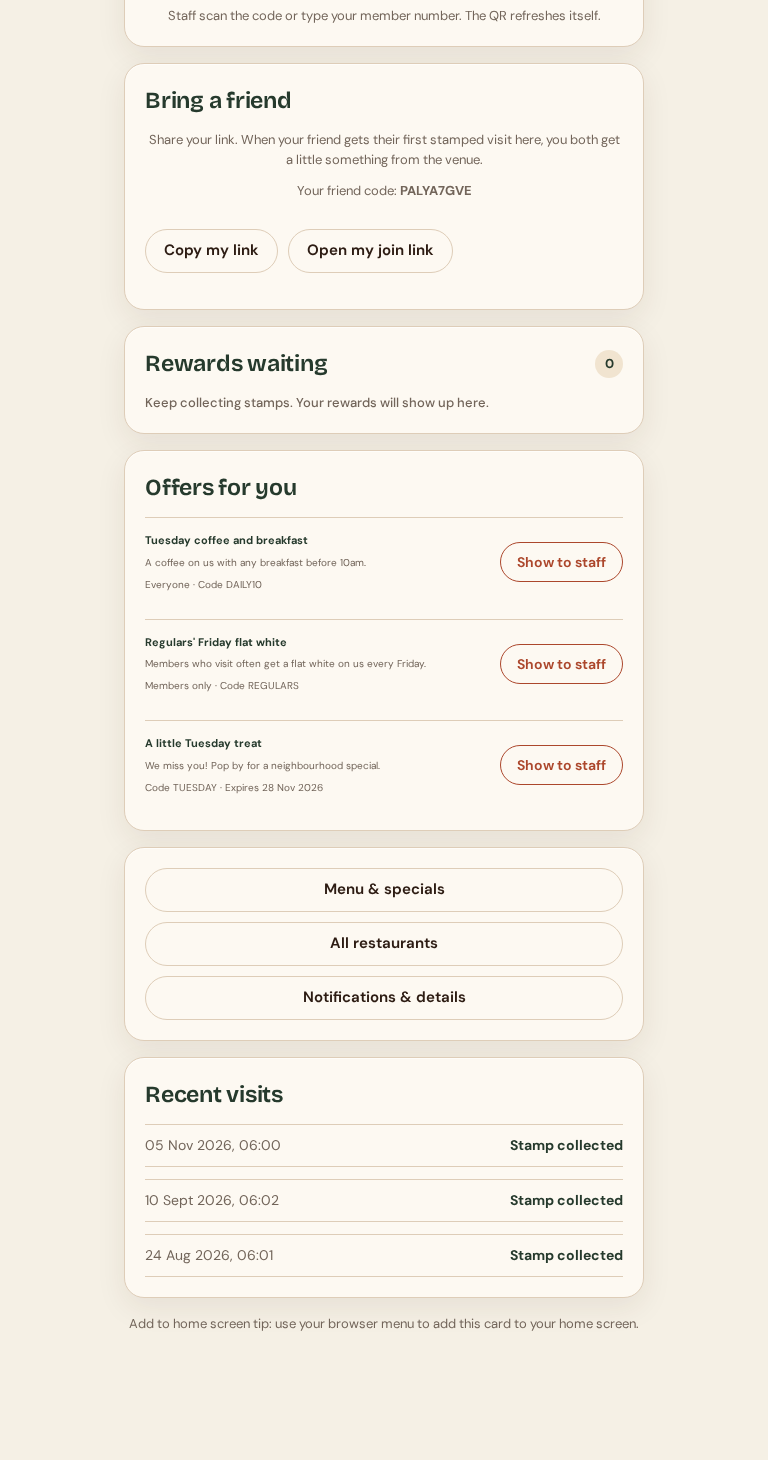 Staff scan the code or type your member number. The QR refreshes itself.
Bring a friend
Share your link. When your friend gets their first stamped visit here, you both get
a little something from the venue.
Your friend code: PALYA7GVE
Copy my link
Open my join link
Rewards waiting
0
Keep collecting stamps. Your rewards will show up here.
Offers for you
Tuesday coffee and breakfast
A coffee on us with any breakfast before 10am.
Everyone · Code DAILY10
Show to staff
Regulars' Friday flat white
Members who visit often get a flat white on us every Friday.
Members only · Code REGULARS
Show to staff
A little Tuesday treat
We miss you! Pop by for a neighbourhood special.
Code TUESDAY · Expires 28 Nov 2026
Show to staff
Menu & specials
All restaurants
Notifications & details
Recent visits
05 Nov 2026, 06:00 Stamp collected
10 Sept 2026, 06:02 Stamp collected
24 Aug 2026, 06:01 Stamp collected
Add to home screen tip: use your browser menu to add this card to your home screen.